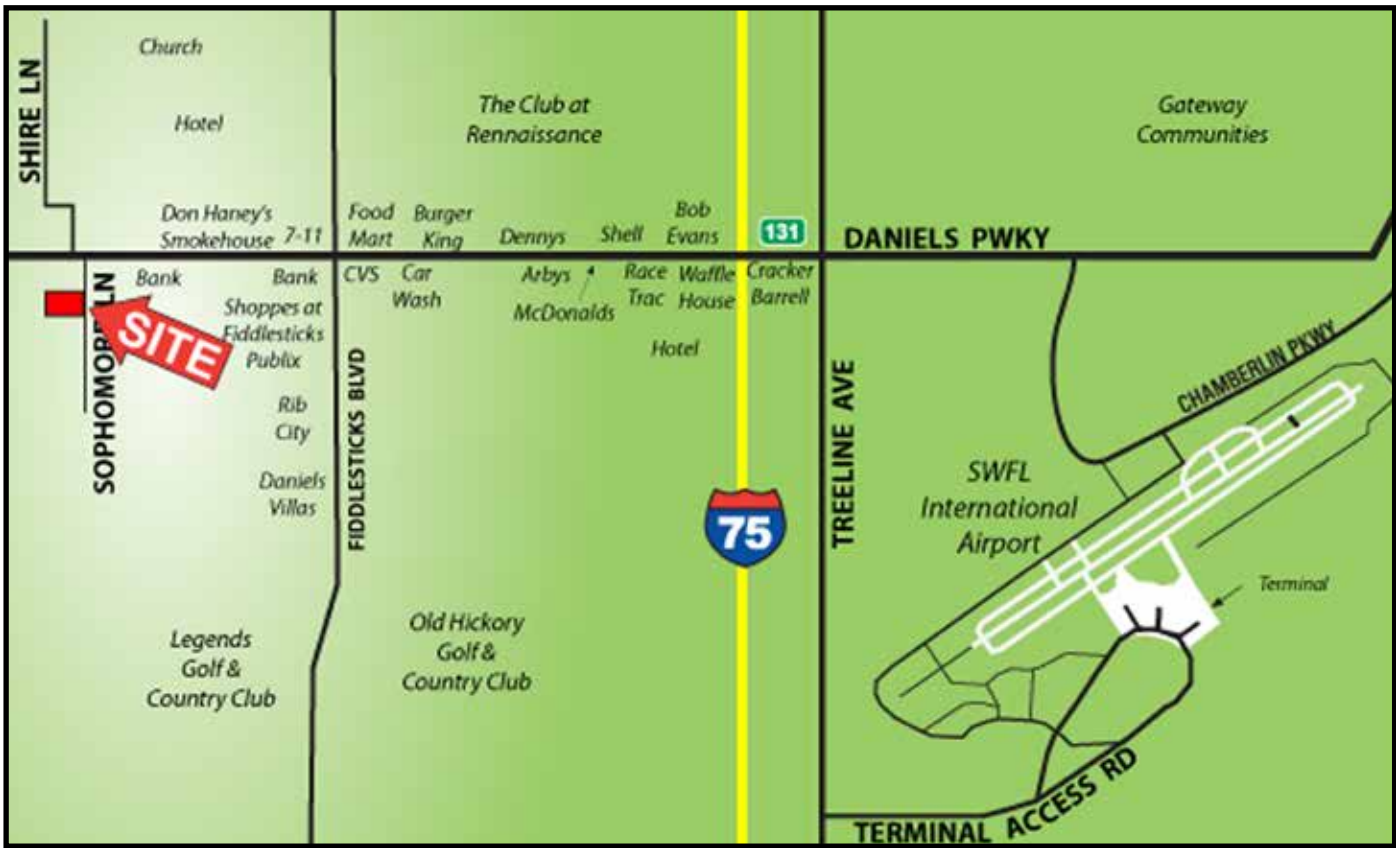 Church
SHIRE LN
Hotel
The Club at
Rennaissance
Gateway
Communities
Don Haney's
Smokehouse
7-11
Food
Mart
Burger
King
Dennys
Shell
Bob
Evans
131
DANIELS PWKY
SOPHOMORE LN
Bank
Bank
CVS
Car
Wash
Arbys
McDonalds
Race
Trac
Waffle
House
Cracker
Barrell
SITE
Shoppes at
Fiddlesticks
Publix
Hotel
Rib
City
Daniels
Villas
FIDDLESTICKS BLVD
75
TREELINE AVE
CHAMBERLIN PKWY
SWFL
International
Airport
Terminal
Legends
Golf &
Country Club
Old Hickory
Golf &
Country Club
TERMINAL ACCESS RD